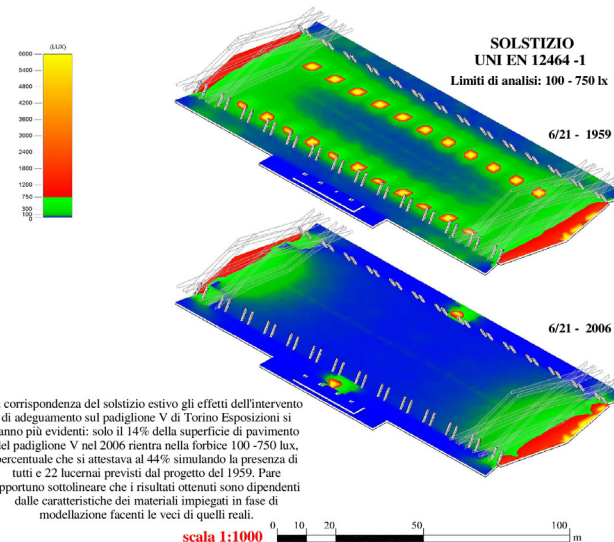 (LUX)
6000
5400
4800
4200
3600
3000
2400
1800
1200
750
300
100
0
SOLSTIZIO
UNI EN 12464 -1
Limiti di analisi: 100 - 750 lx
6/21 - 1959
6/21 - 2006
corrispondenza del solstizio estivo gli effetti dell'intervento
di adeguamento sul padiglione V di Torino Esposizioni si
anno più evidenti: solo il 14% della superficie di pavimento
el padiglione V nel 2006 rientra nella forbice 100 -750 lux,
percentuale che si attestava al 44% simulando la presenza di
tutti e 22 lucernai previsti dal progetto del 1959. Pare
pportuno sottolineare che i risultati ottenuti sono dipendenti
dalle caratteristiche dei materiali impiegati in fase di
modellazione facenti le veci di quelli reali.
scala 1:1000
0 10 20 50 100
m